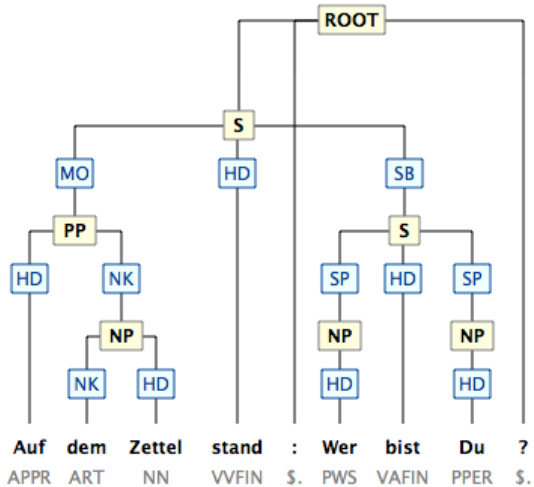 ROOT
S
MO HD SB
PP S
HD NK SP HD SP
NP NP NP
NK HD HD HD
Auf dem Zettel stand : Wer bist Du ?
APPR ART NN VVFIN $. PWS VAFIN PPER $.